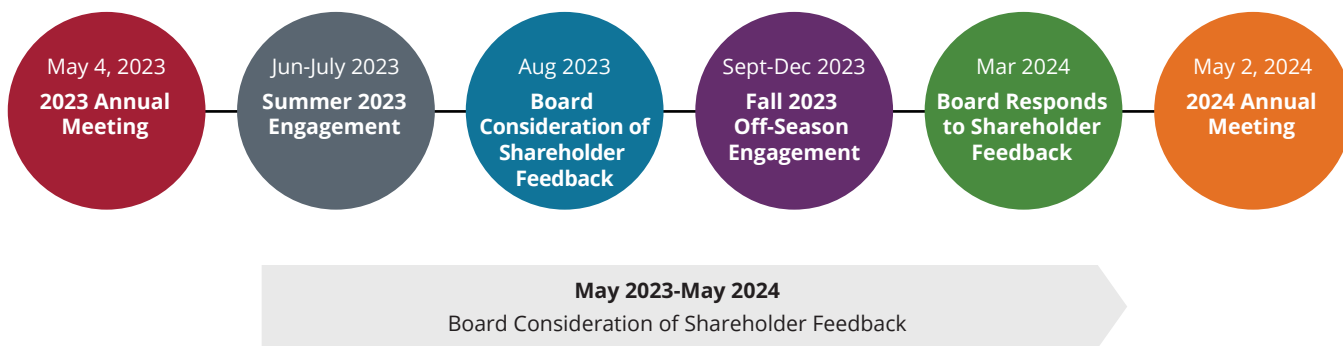 May 4, 2023
2023 Annual
Meeting
Jun-July 2023
Summer 2023
Engagement
Aug 2023
Board
Consideration of
Shareholder
Feedback
Sept-Dec 2023
Fall 2023
Off-Season
Engagement
Mar 2024
Board Responds
to Shareholder
Feedback
May 2, 2024
2024 Annual
Meeting
May 2023-May 2024
Board Consideration of Shareholder Feedback